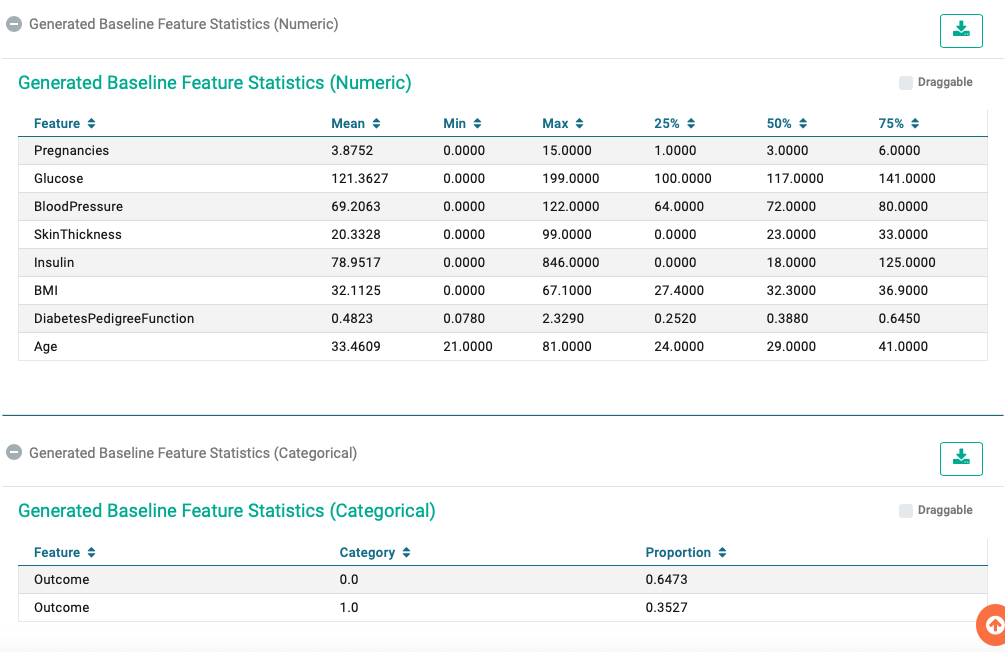 Generated Baseline Feature Statistics (Numeric)
Generated Baseline Feature Statistics (Numeric)
Draggable
Feature Mean Min Max 25% 50% 75%
Pregnancies 3.8752 0.0000 15.0000 1.0000 3.0000 6.0000
Glucose 121.3627 0.0000 199.0000 100.0000 117.0000 141.0000
BloodPressure 69.2063 0.0000 122.0000 64.0000 72.0000 80.0000
SkinThickness 20.3328 0.0000 99.0000 0.0000 23.0000 33.0000
Insulin 78.9517 0.0000 846.0000 0.0000 18.0000 125.0000
BMI 32.1125 0.0000 67.1000 27.4000 32.3000 36.9000
DiabetesPedigreeFunction 0.4823 0.0780 2.3290 0.2520 0.3880 0.6450
Age 33.4609 21.0000 81.0000 24.0000 29.0000 41.0000
Generated Baseline Feature Statistics (Categorical)
Generated Baseline Feature Statistics (Categorical)
Draggable
Feature Category Proportion
Outcome 0.0 0.6473
Outcome 1.0 0.3527